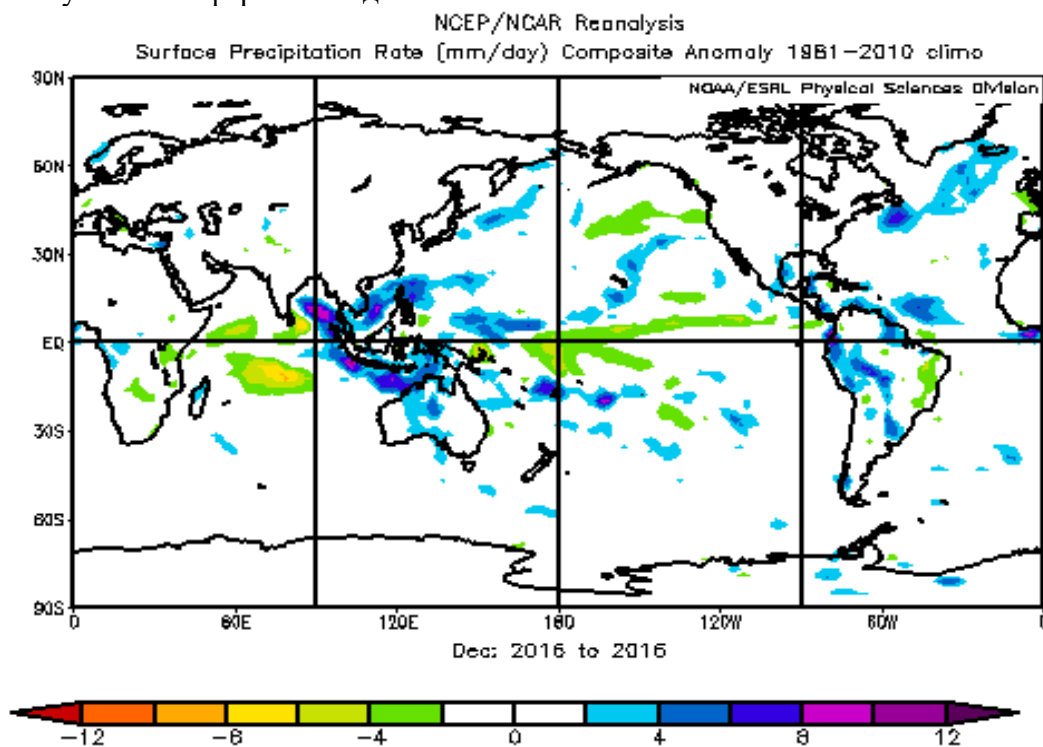 NCEP/NCAR Reanalysis
Surface Precipitation Rate (mm/day) Composite Anomaly 1981-2010 climo
90N
NOAA/ESRL Physical Sciences Division
60N
30N
EQ
30S
60S
90S
0 60E 120E 180 120W 60W 0
Dec: 2016 to 2016
-12 -8 -4 0 4 8 12